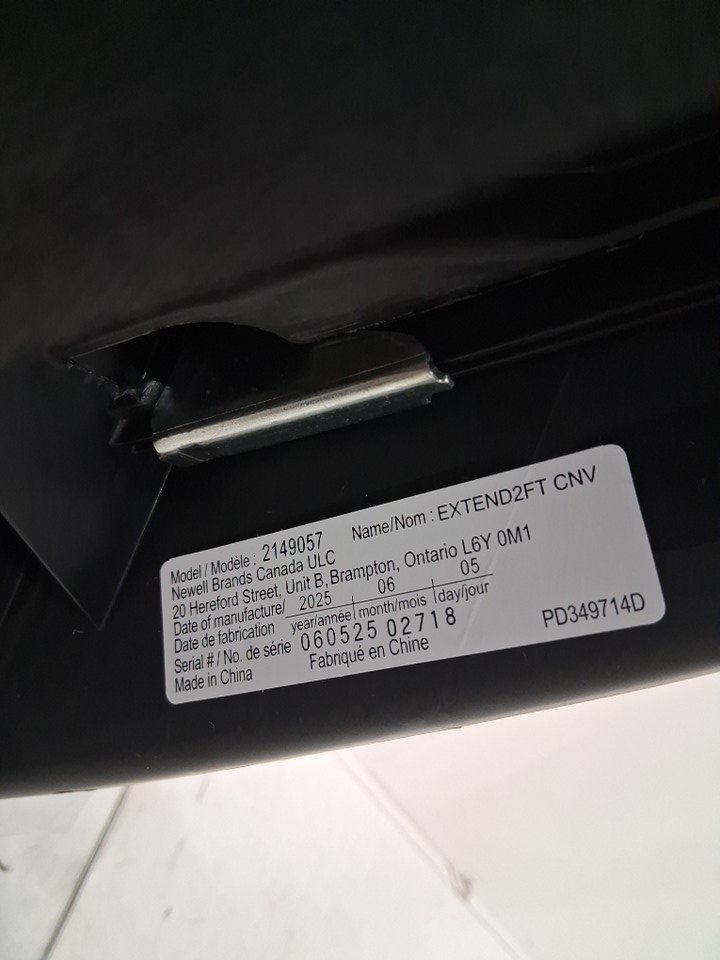 Model / Modèle : 2149057 Name/Nom : EXTEND2FT CNV
Newell Brands Canada ULC
20 Hereford Street, Unit B, Brampton, Ontario L6Y 0M1
Date of manufacture/ 2025 06 05
Date de fabrication year/année month/mois day/jour
Serial # / No. de série 060525 02718
Made in China Fabriqué en Chine PD349714D